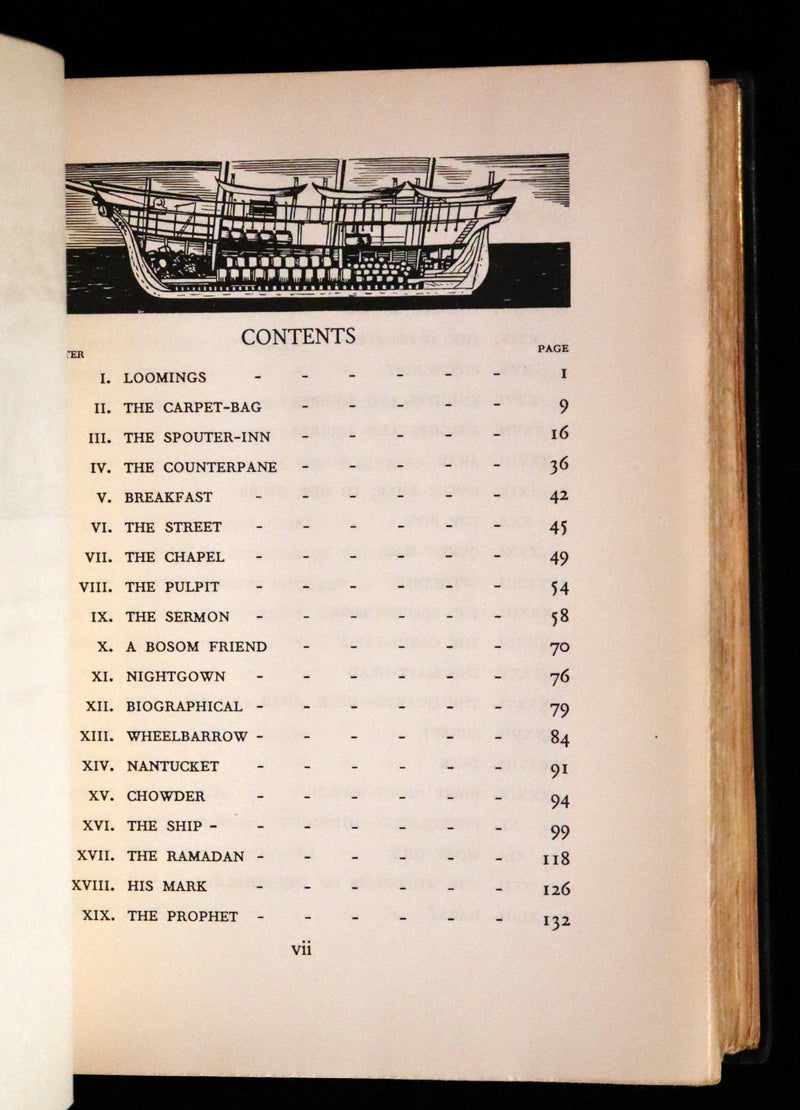 CONTENTS
TER PAGE
I. LOOMINGS - - - - - - 1
II. THE CARPET-BAG - - - - - 9
III. THE SPOUTER-INN - - - - - 16
IV. THE COUNTERPANE - - - - - 36
V. BREAKFAST - - - - - - 42
VI. THE STREET - - - - - - 45
VII. THE CHAPEL - - - - - - 49
VIII. THE PULPIT - - - - - - 54
IX. THE SERMON - - - - - - 58
X. A BOSOM FRIEND - - - - - 70
XI. NIGHTGOWN - - - - - - 76
XII. BIOGRAPHICAL - - - - - - 79
XIII. WHEELBARROW - - - - - - 84
XIV. NANTUCKET - - - - - - 91
XV. CHOWDER - - - - - - 94
XVI. THE SHIP - - - - - - - 99
XVII. THE RAMADAN - - - - - - 118
XVIII. HIS MARK - - - - - - 126
XIX. THE PROPHET - - - - - - 132
vii